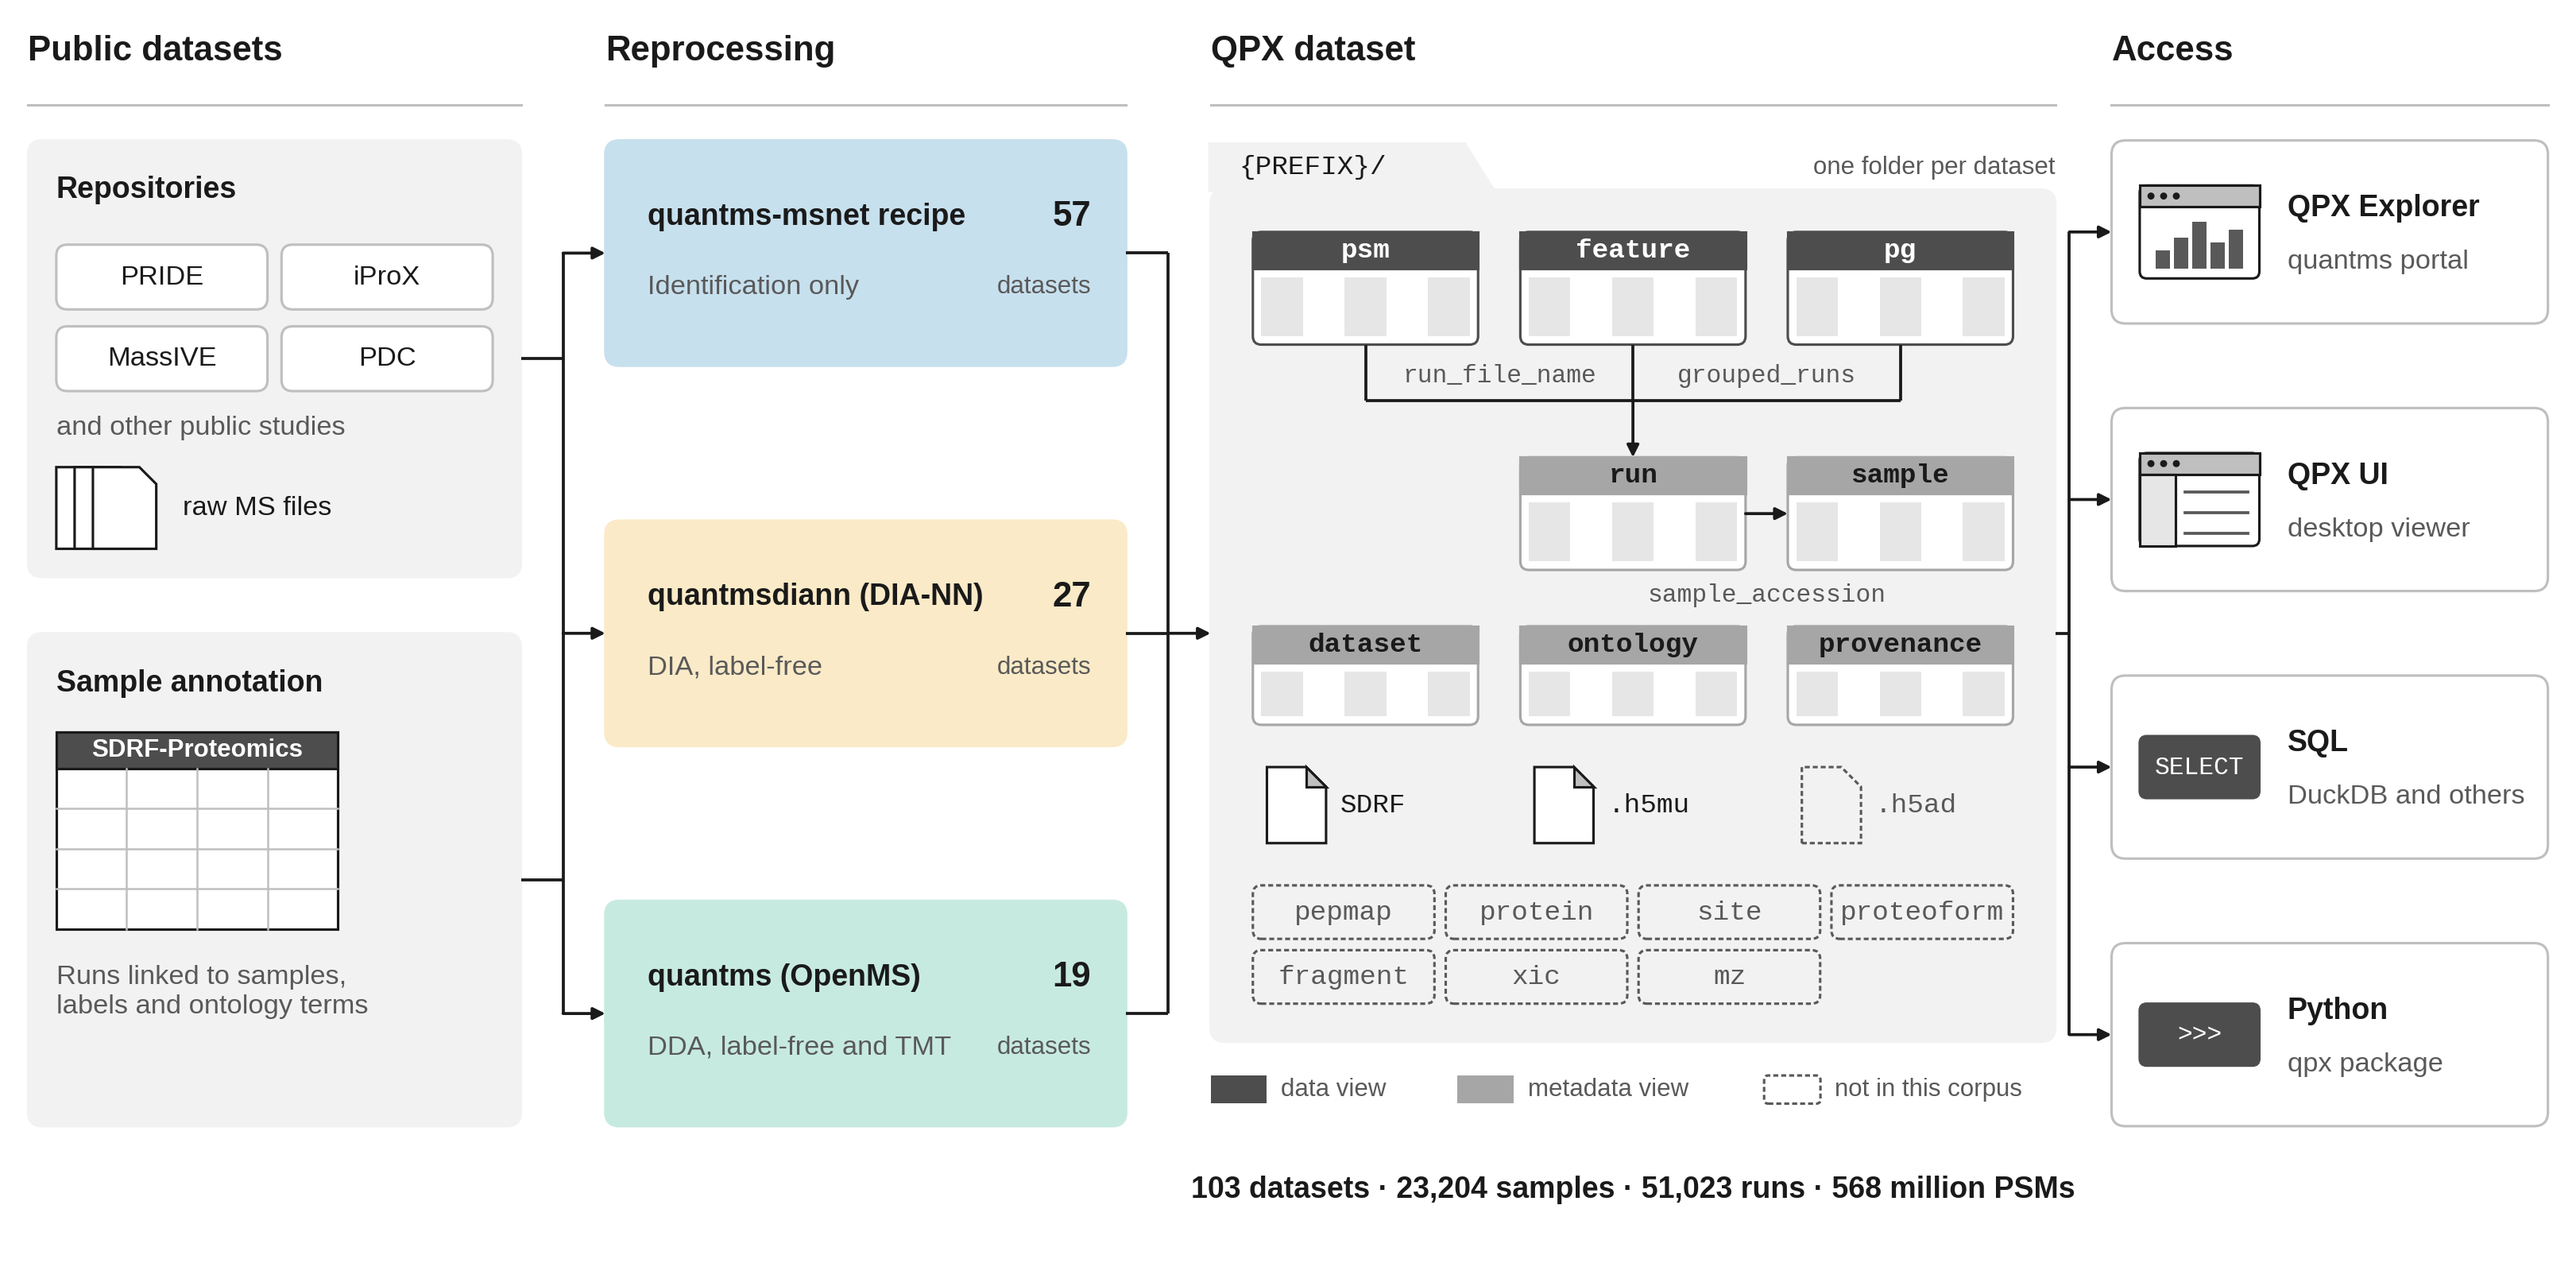 Public datasets
Repositories
PRIDE
iProX
MassIVE
PDC
and other public studies
raw MS files
Sample annotation
SDRF-Proteomics
Runs linked to samples,
labels and ontology terms
Reprocessing
quantms-msnet recipe
57
Identification only
datasets
quantmsdiann (DIA-NN)
27
DIA, label-free
datasets
quantms (OpenMS)
19
DDA, label-free and TMT
datasets
QPX dataset
{PREFIX}/
one folder per dataset
psm
feature
pg
run_file_name
grouped_runs
run
sample
sample_accession
dataset
ontology
provenance
SDRF
.h5mu
.h5ad
pepmap
protein
site
proteoform
fragment
xic
mz
data view
metadata view
not in this corpus
103 datasets · 23,204 samples · 51,023 runs · 568 million PSMs
Access
QPX Explorer
quantms portal
QPX UI
desktop viewer
SELECT
SQL
DuckDB and others
>>>
Python
qpx package